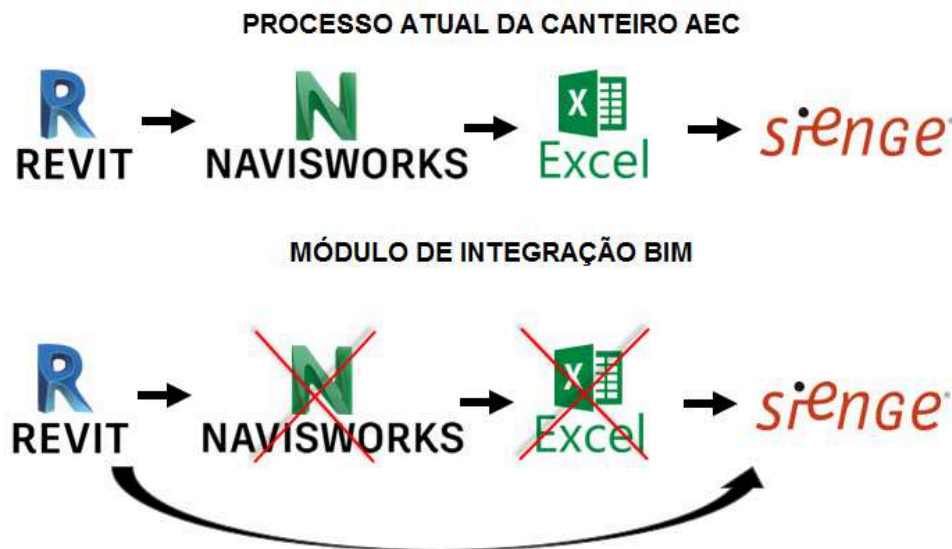 PROCESSO ATUAL DA CANTEIRO AEC
REVIT NAVISWORKS X Excel sienge
MÓDULO DE INTEGRAÇÃO BIM
REVIT NAVISWORKS X Excel sienge